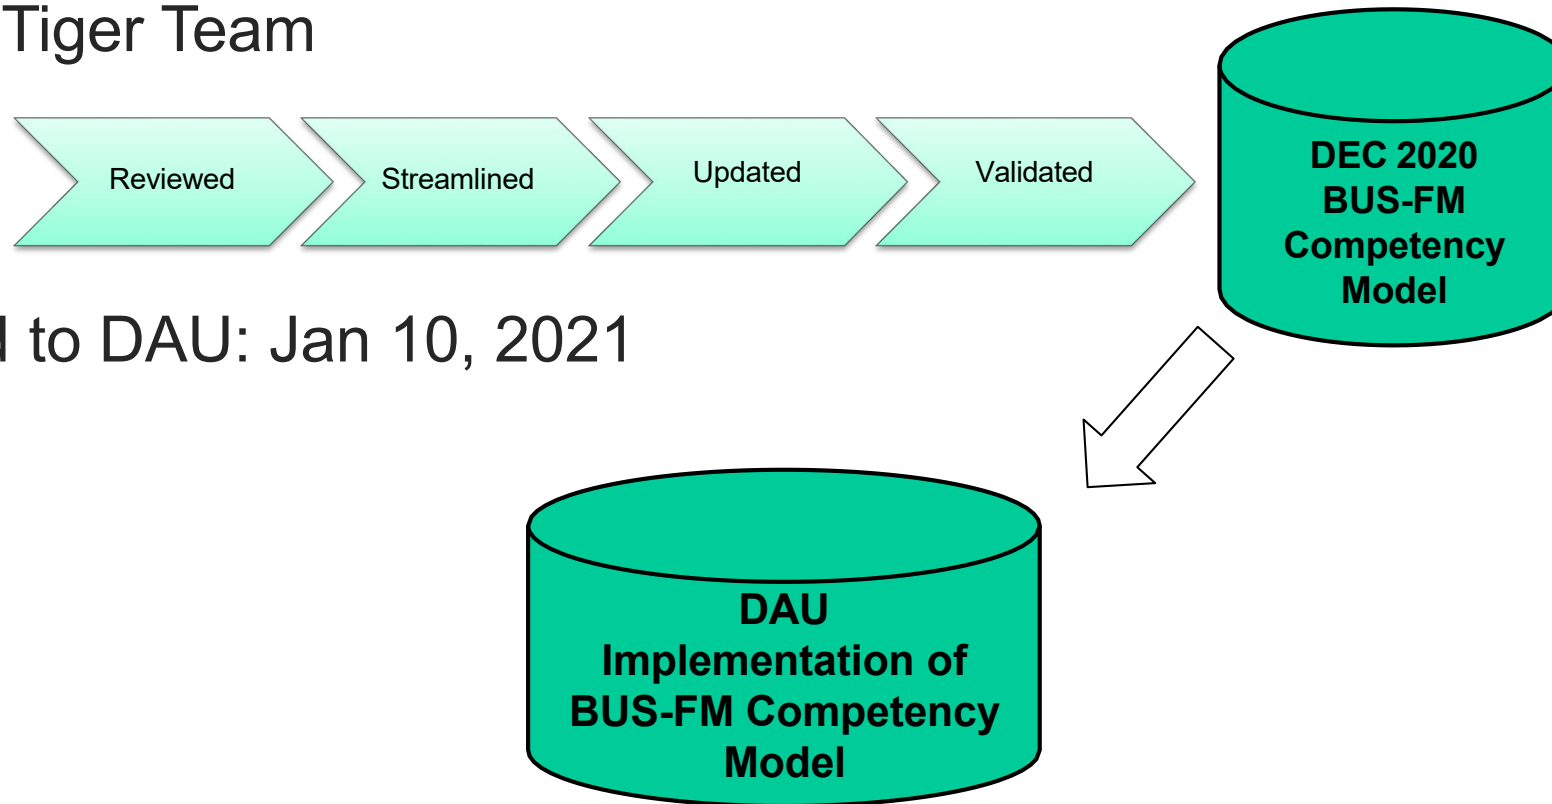 Tiger Team
Reviewed
Streamlined
Updated
Validated
DEC 2020
BUS-FM
Competency
Model
to DAU: Jan 10, 2021
DAU
Implementation of
BUS-FM Competency
Model